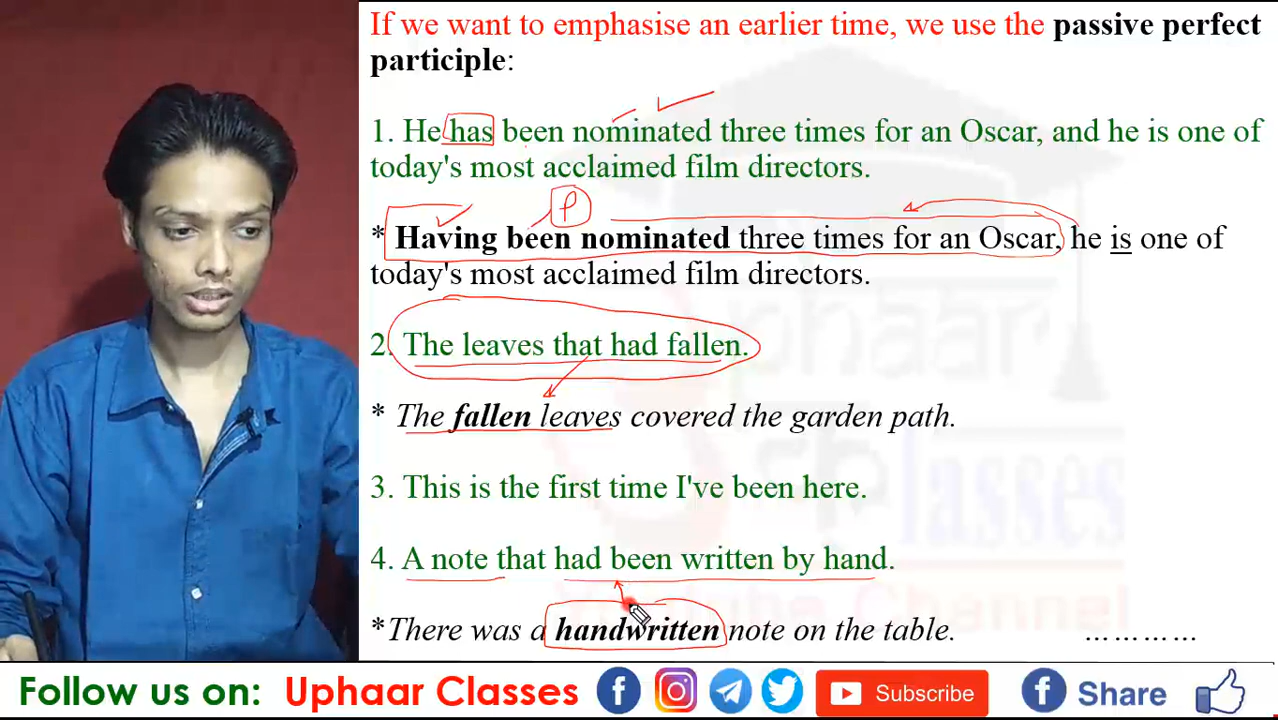 If we want to emphasise an earlier time, we use the passive perfect
participle:
1. He has been nominated three times for an Oscar, and he is one of
today's most acclaimed film directors.
P
* Having been nominated three times for an Oscar, he is one of
today's most acclaimed film directors.
2. The leaves that had fallen.
* The fallen leaves covered the garden path.
3. This is the first time I've been here.
4. A note that had been written by hand.
*There was a handwritten note on the table. …………
Follow us on: Uphaar Classes Subscribe Share